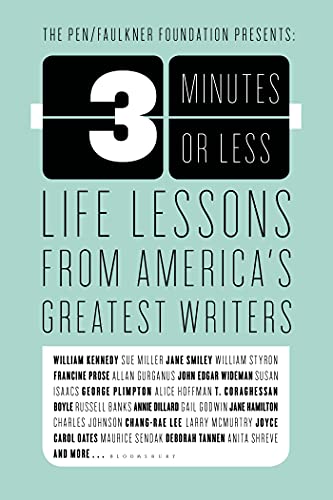 THE PEN/FAULKNER FOUNDATION PRESENTS:
3 MINUTES
OR LESS
LIFE LESSONS
FROM AMERICA'S
GREATEST WRITERS
WILLIAM KENNEDY SUE MILLER JANE SMILEY WILLIAM STYRON
FRANCINE PROSE ALLAN GURGANUS JOHN EDGAR WIDEMAN SUSAN
ISAACS GEORGE PLIMPTON ALICE HOFFMAN T. CORAGHESSAN
BOYLE RUSSELL BANKS ANNIE DILLARD GAIL GODWIN JANE HAMILTON
CHARLES JOHNSON CHANG-RAE LEE LARRY MCMURTRY JOYCE
CAROL OATES MAURICE SENDAK DEBORAH TANNEN ANITA SHREVE
AND MORE... BLOOMSBURY